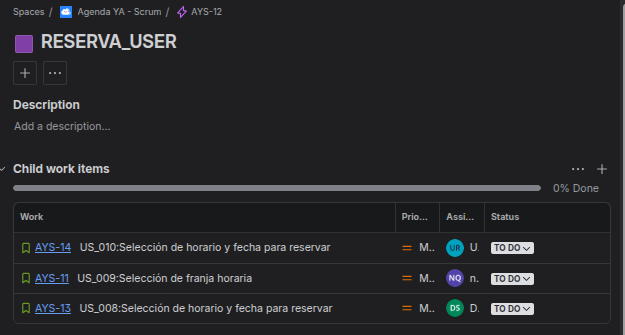 Spaces / Agenda YA - Scrum / AYS-12
RESERVA_USER
Description
Add a description...
Child work items
0% Done
Work Prio... Assi... Status
AYS-14 US_010:Selección de horario y fecha para reservar M.. UR U. TO DO
AYS-11 US_009:Selección de franja horaria M.. NQ n. TO DO
AYS-13 US_008:Selección de horario y fecha para reservar M.. DS D. TO DO